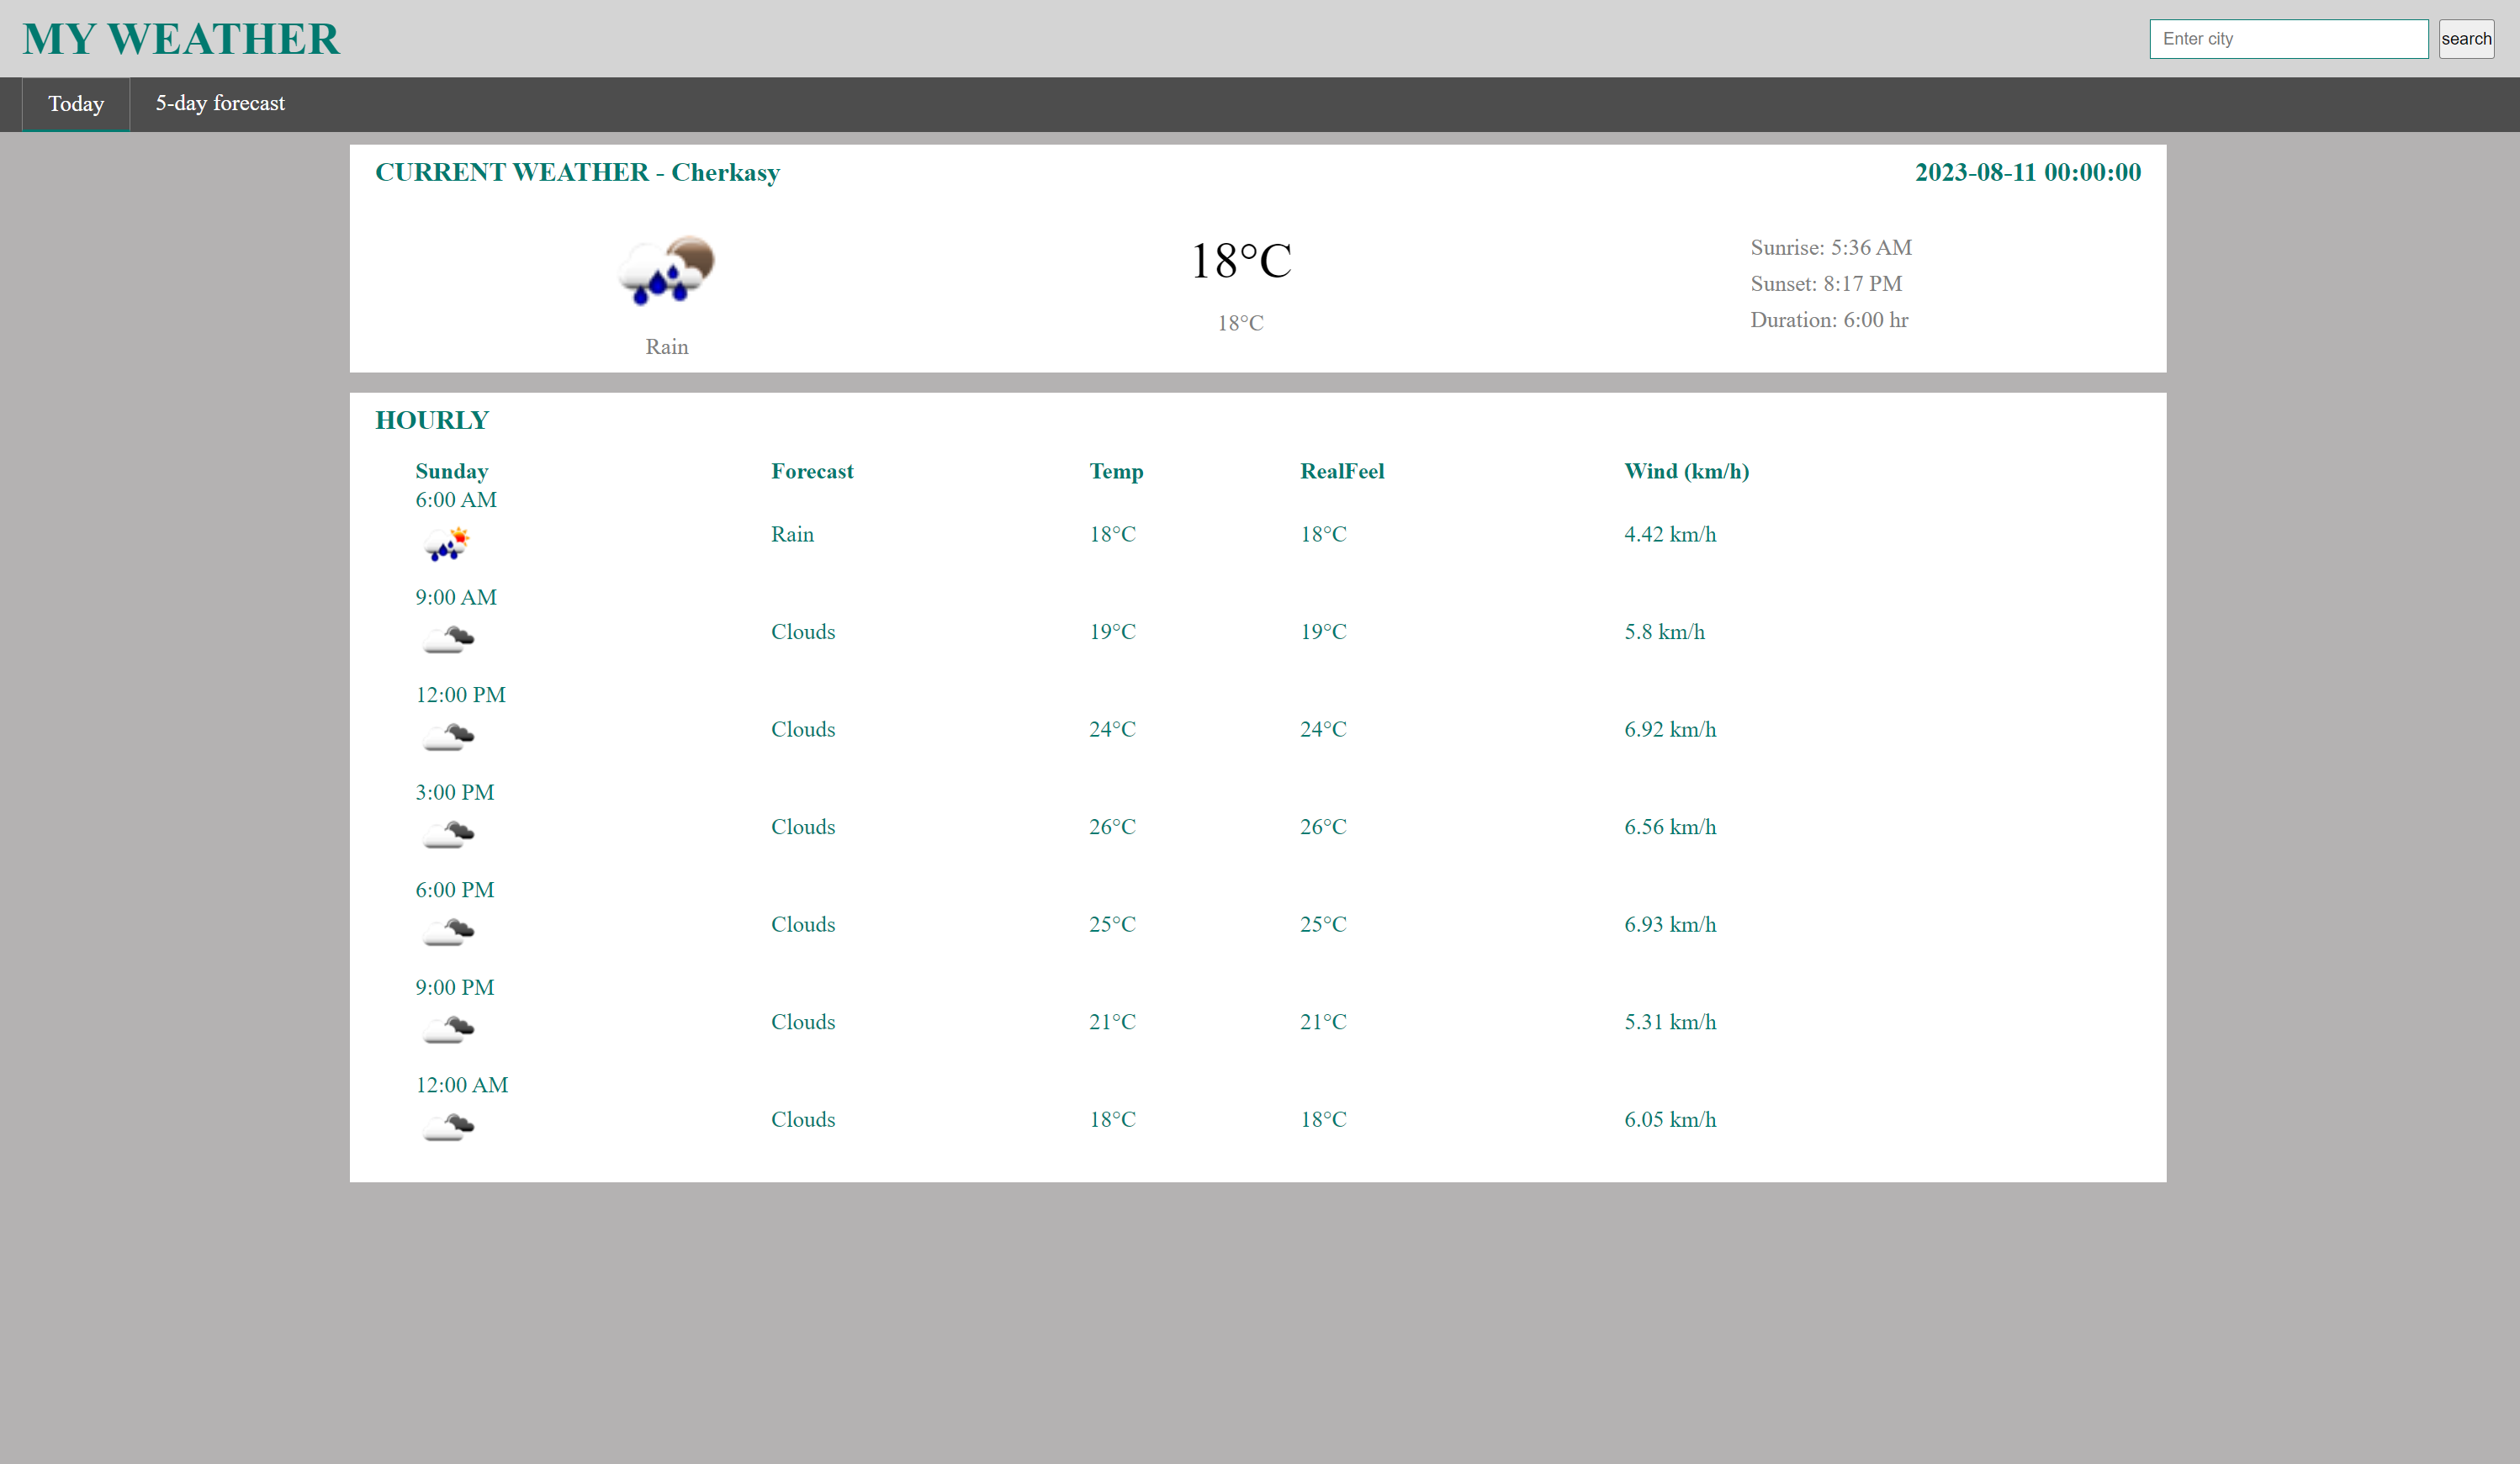 MY WEATHER
Enter city search
Today 5-day forecast
CURRENT WEATHER - Cherkasy 2023-08-11 00:00:00
Rain
18°C
18°C
Sunrise: 5:36 AM
Sunset: 8:17 PM
Duration: 6:00 hr
HOURLY
Sunday Forecast Temp RealFeel Wind (km/h)
6:00 AM
Rain 18°C 18°C 4.42 km/h
9:00 AM
Clouds 19°C 19°C 5.8 km/h
12:00 PM
Clouds 24°C 24°C 6.92 km/h
3:00 PM
Clouds 26°C 26°C 6.56 km/h
6:00 PM
Clouds 25°C 25°C 6.93 km/h
9:00 PM
Clouds 21°C 21°C 5.31 km/h
12:00 AM
Clouds 18°C 18°C 6.05 km/h